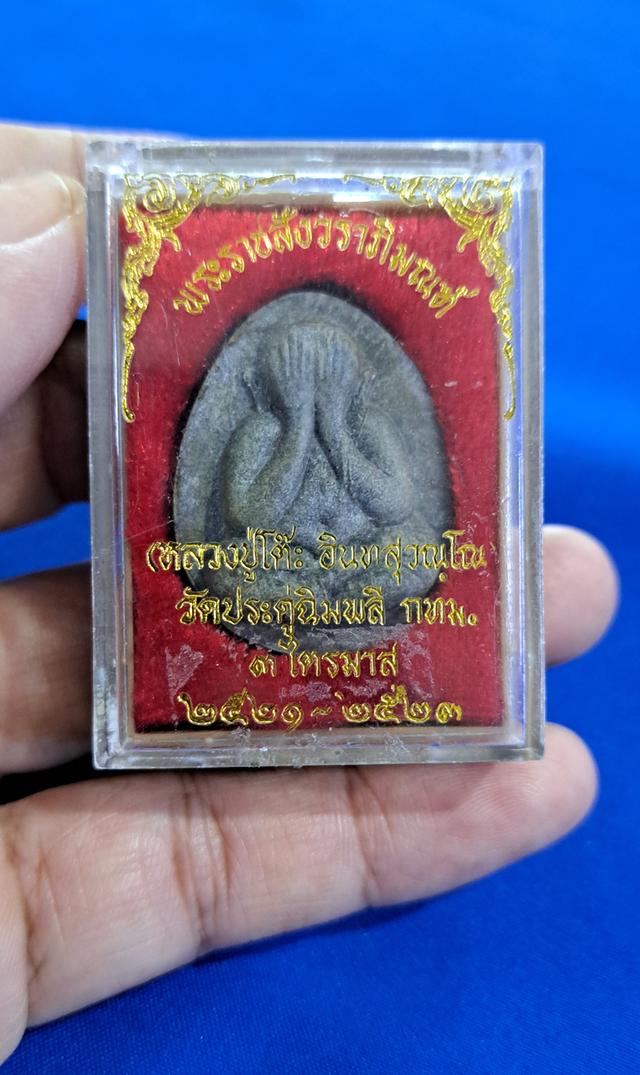 พระราชสังวราภิมณฑ์
(หลวงปู่โต๊ะ อินทสุวณฺโณ
วัดประดู่ฉิมพลี กทม.
๓ ไตรมาส
๒๕๒๑ ~ ๒๕๒๓